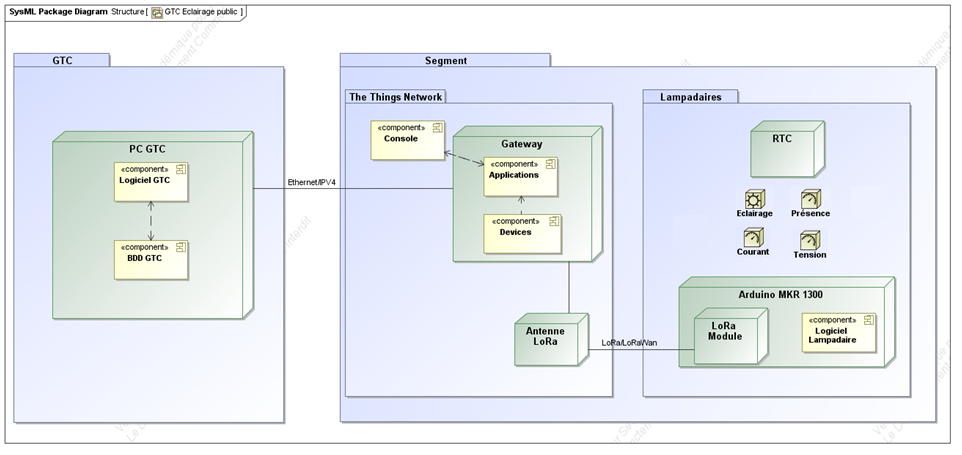 SysML Package Diagram Structure [ GTC Eclairage public ]
GTC
PC GTC
«component»
Logiciel GTC
«component»
BDD GTC
Ethernet/IPV4
Segment
The Things Network
«component»
Console
Gateway
«component»
Applications
«component»
Devices
Antenne
LoRa
LoRa/LoRaWan
Lampadaires
RTC
Eclairage
Présence
Courant
Tension
Arduino MKR 1300
LoRa
Module
«component»
Logiciel
Lampadaire